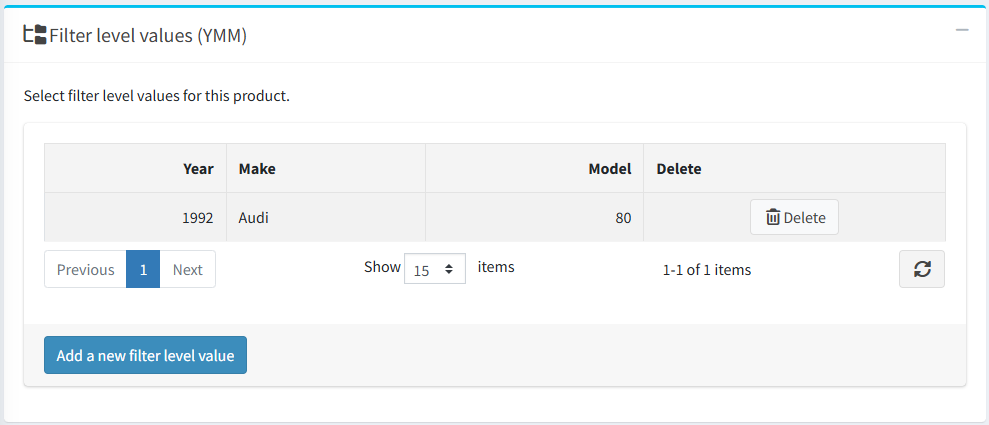 Filter level values (YMM)
Select filter level values for this product.
Year Make Model Delete
1992 Audi 80 Delete
Previous 1 Next Show 15 items 1-1 of 1 items
Add a new filter level value